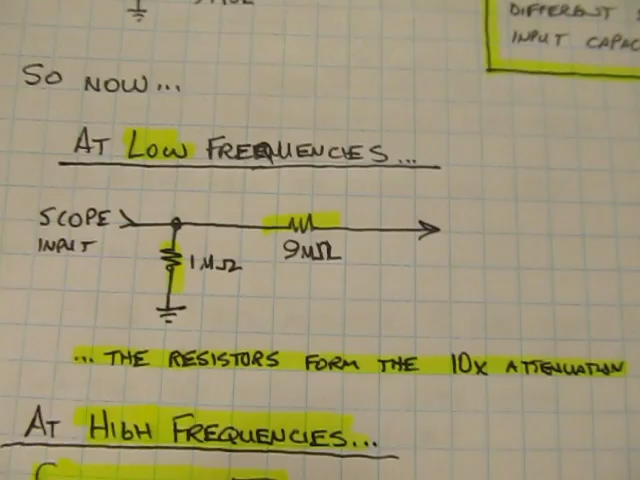 DIFFERENT
INPUT CAPAC
SO NOW...
AT LOW FREQUENCIES...
SCOPE
INPUT
1MΩ
9MΩ
... THE RESISTORS FORM THE 10X ATTENUATION
AT HIGH FREQUENCIES...